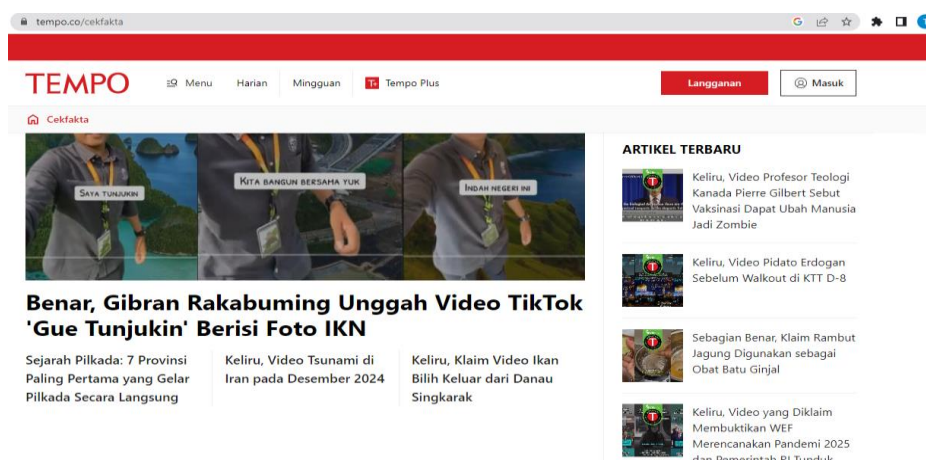 tempo.co/cekfakta
TEMPO
Menu
Harian
Mingguan
T+ Tempo Plus
Langganan
Masuk
Cekfakta
SAYA TUNJUKIN
KITA BANGUN BERSAMA YUK
INDAH NEGERI INI
Benar, Gibran Rakabuming Unggah Video TikTok
'Gue Tunjukin' Berisi Foto IKN
Sejarah Pilkada: 7 Provinsi
Paling Pertama yang Gelar
Pilkada Secara Langsung
Keliru, Video Tsunami di
Iran pada Desember 2024
Keliru, Klaim Video Ikan
Bilih Keluar dari Danau
Singkarak
ARTIKEL TERBARU
Keliru, Video Profesor Teologi
Kanada Pierre Gilbert Sebut
Vaksinasi Dapat Ubah Manusia
Jadi Zombie
Keliru, Video Pidato Erdogan
Sebelum Walkout di KTT D-8
Sebagian Benar, Klaim Rambut
Jagung Digunakan sebagai
Obat Batu Ginjal
Keliru, Video yang Diklaim
Membuktikan WEF
Merencanakan Pandemi 2025
dan Pemerintah RI Tunduk